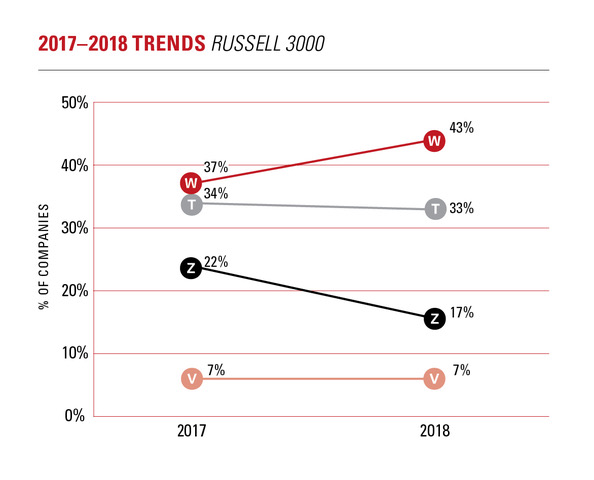 2017–2018 TRENDS RUSSELL 3000
% OF COMPANIES
50%
40%
30%
20%
10%
0%
W 37%
T 34%
Z 22%
V 7%
W 43%
T 33%
Z 17%
V 7%
2017 2018